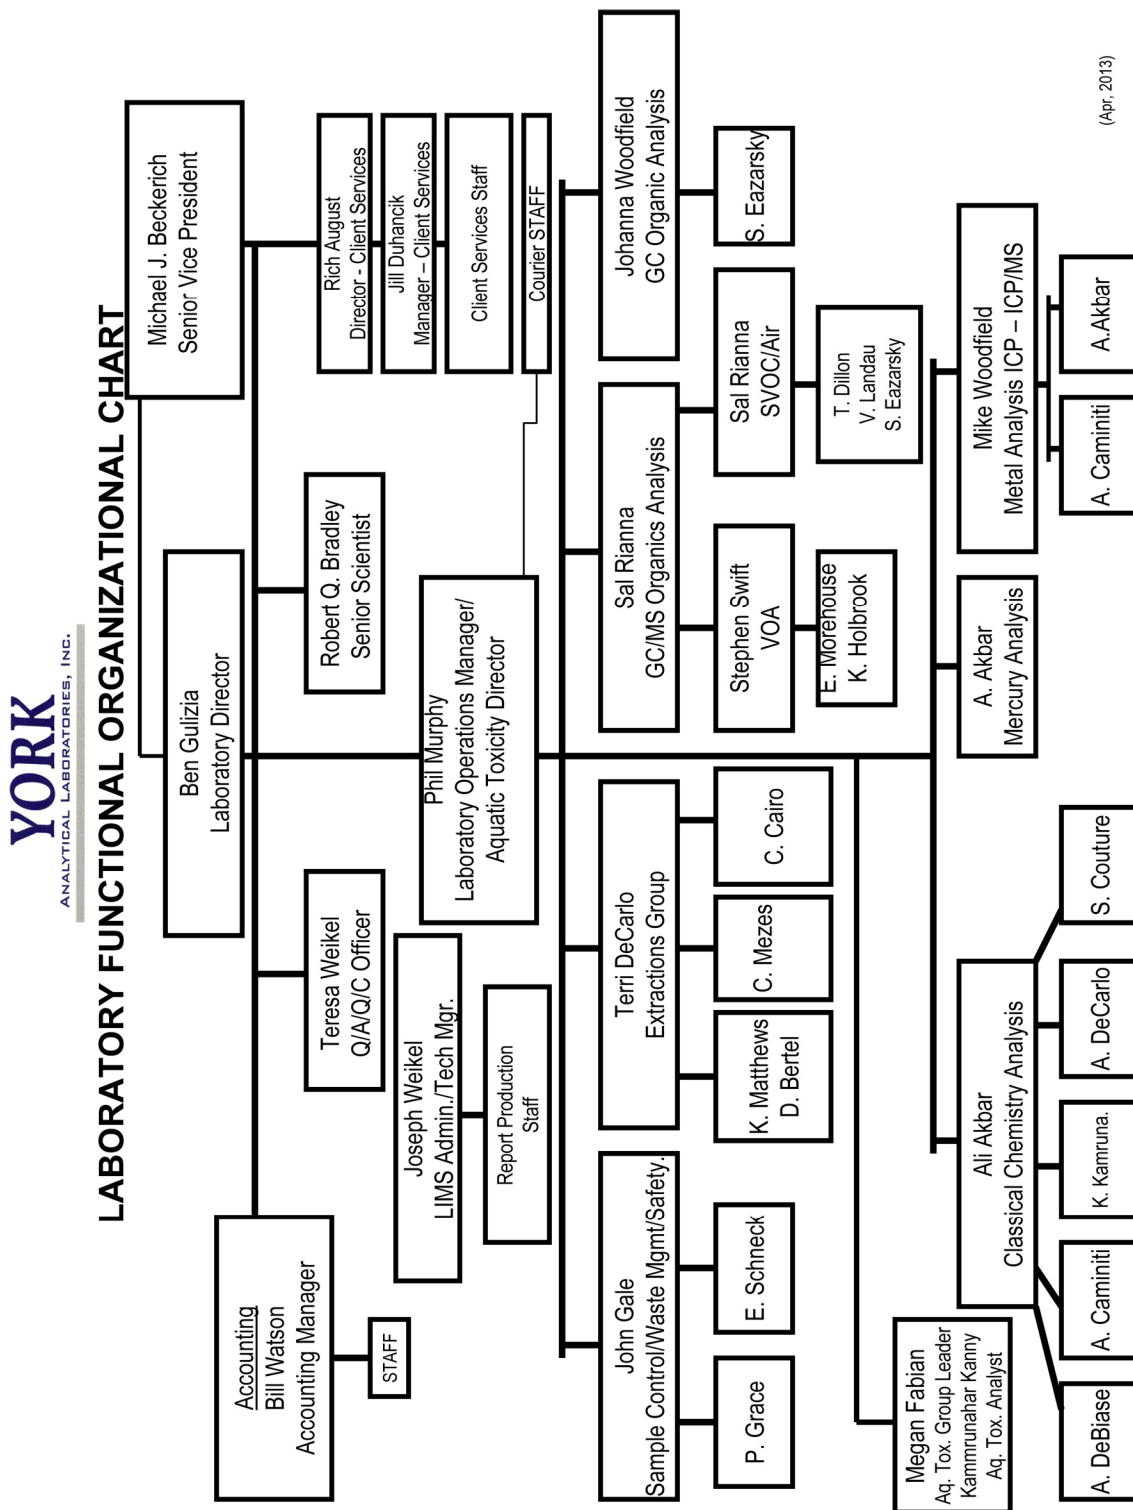 YORK
ANALYTICAL LABORATORIES, INC.
LABORATORY FUNCTIONAL ORGANIZATIONAL CHART
Michael J. Beckerich
Senior Vice President
Ben Gulizia
Laboratory Director
Accounting
Bill Watson
Accounting Manager
STAFF
Teresa Weikel
Q/A/Q/C Officer
Robert Q. Bradley
Senior Scientist
Rich August
Director - Client Services
Jill Duhancik
Manager – Client Services
Client Services Staff
Courier STAFF
Joseph Weikel
LIMS Admin./Tech Mgr.
Report Production
Staff
Phil Murphy
Laboratory Operations Manager/
Aquatic Toxicity Director
John Gale
Sample Control/Waste Mgmt/Safety.
P. Grace
E. Schneck
Terri DeCarlo
Extractions Group
K. Matthews
D. Bertel
C. Mezes
C. Cairo
Sal Rianna
GC/MS Organics Analysis
Stephen Swift
VOA
E. Morehouse
K. Holbrook
Sal Rianna
SVOC/Air
T. Dillon
V. Landau
S. Eazarsky
Johanna Woodfield
GC Organic Analysis
S. Eazarsky
Megan Fabian
Aq. Tox. Group Leader
Kammrunahar Kanny
Aq. Tox. Analyst
Ali Akbar
Classical Chemistry Analysis
A. DeBiase
A. Caminiti
K. Kamruna.
A. DeCarlo
S. Couture
A. Akbar
Mercury Analysis
Mike Woodfield
Metal Analysis ICP – ICP/MS
A. Caminiti
A.Akbar
(Apr, 2013)